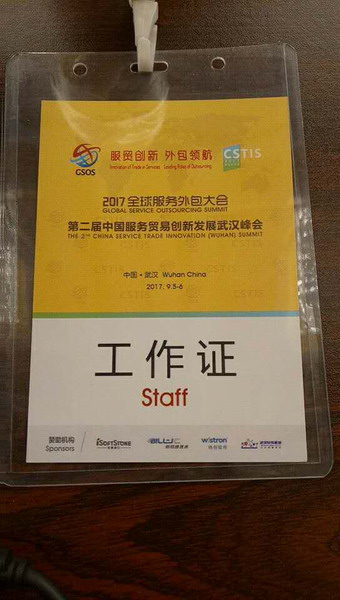 GSOS
服贸创新 外包领航
Innovation of Trade in Services Leading Role of Outsourcing
CSTIS
2017全球服务外包大会
GLOBAL SERVICE OUTSOURCING SUMMIT
第二届中国服务贸易创新发展武汉峰会
THE 2ND CHINA SERVICE TRADE INNOVATION (WUHAN) SUMMIT
中国·武汉 Wuhan China
2017. 9.5-6
工作证
Staff
赞助机构
Sponsors
iSoftStone
wistron